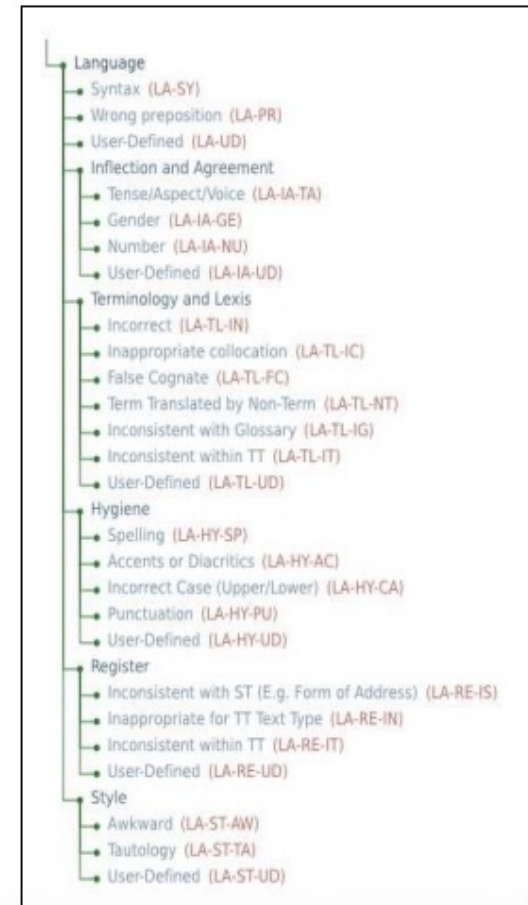 Language
Syntax (LA-SY)
Wrong preposition (LA-PR)
User-Defined (LA-UD)
Inflection and Agreement
Tense/Aspect/Voice (LA-IA-TA)
Gender (LA-IA-GE)
Number (LA-IA-NU)
User-Defined (LA-IA-UD)
Terminology and Lexis
Incorrect (LA-TL-IN)
Inappropriate collocation (LA-TL-IC)
False Cognate (LA-TL-FC)
Term Translated by Non-Term (LA-TL-NT)
Inconsistent with Glossary (LA-TL-IG)
Inconsistent within TT (LA-TL-IT)
User-Defined (LA-TL-UD)
Hygiene
Spelling (LA-HY-SP)
Accents or Diacritics (LA-HY-AC)
Incorrect Case (Upper/Lower) (LA-HY-CA)
Punctuation (LA-HY-PU)
User-Defined (LA-HY-UD)
Register
Inconsistent with ST (E.g. Form of Address) (LA-RE-IS)
Inappropriate for TT Text Type (LA-RE-IN)
Inconsistent within TT (LA-RE-IT)
User-Defined (LA-RE-UD)
Style
Awkward (LA-ST-AW)
Tautology (LA-ST-TA)
User-Defined (LA-ST-UD)